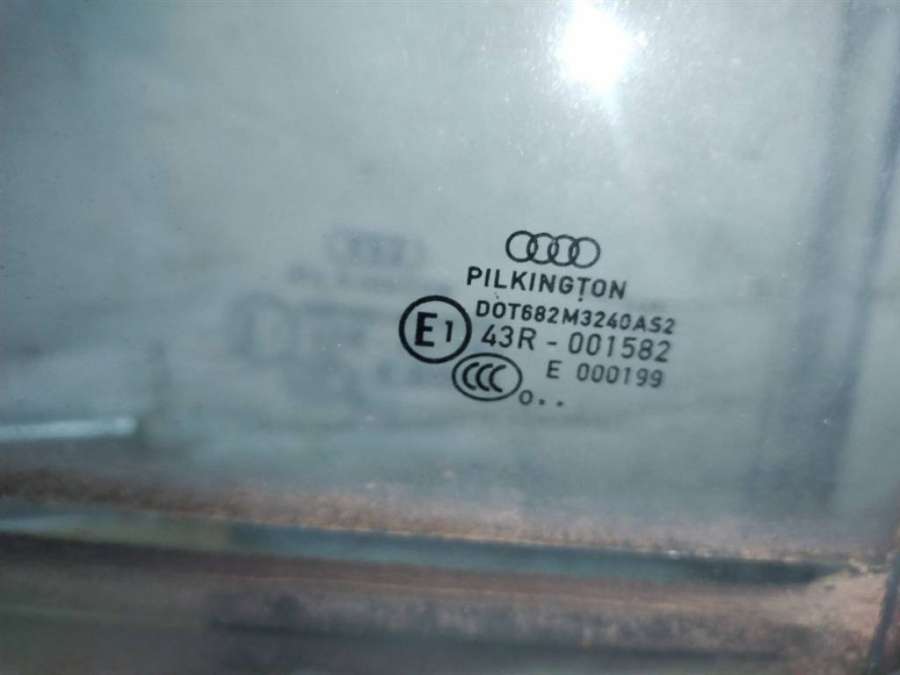 PILKINGTON
DOT682M3240AS2
E1
43R - 001582
CCC
E 000199
o..